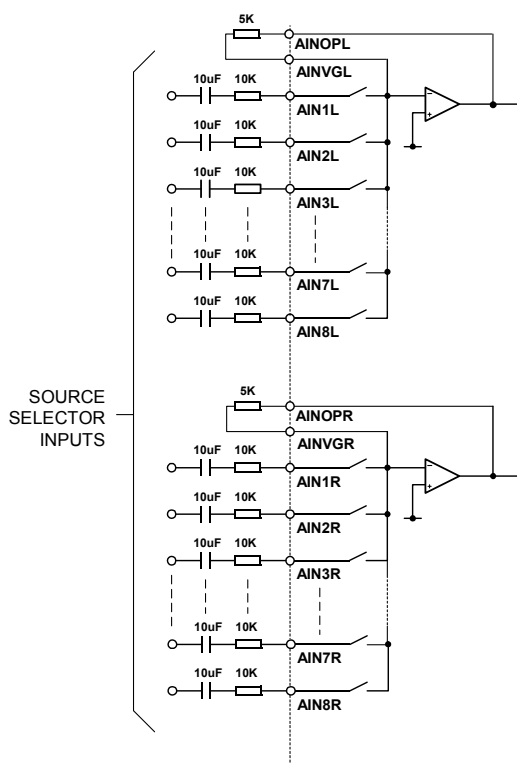 5K
AINOPL
AINVGL
10uF 10K
AIN1L
10uF 10K
AIN2L
10uF 10K
AIN3L
10uF 10K
AIN7L
10uF 10K
AIN8L
SOURCE
SELECTOR
INPUTS
5K
AINOPR
AINVGR
10uF 10K
AIN1R
10uF 10K
AIN2R
10uF 10K
AIN3R
10uF 10K
AIN7R
10uF 10K
AIN8R